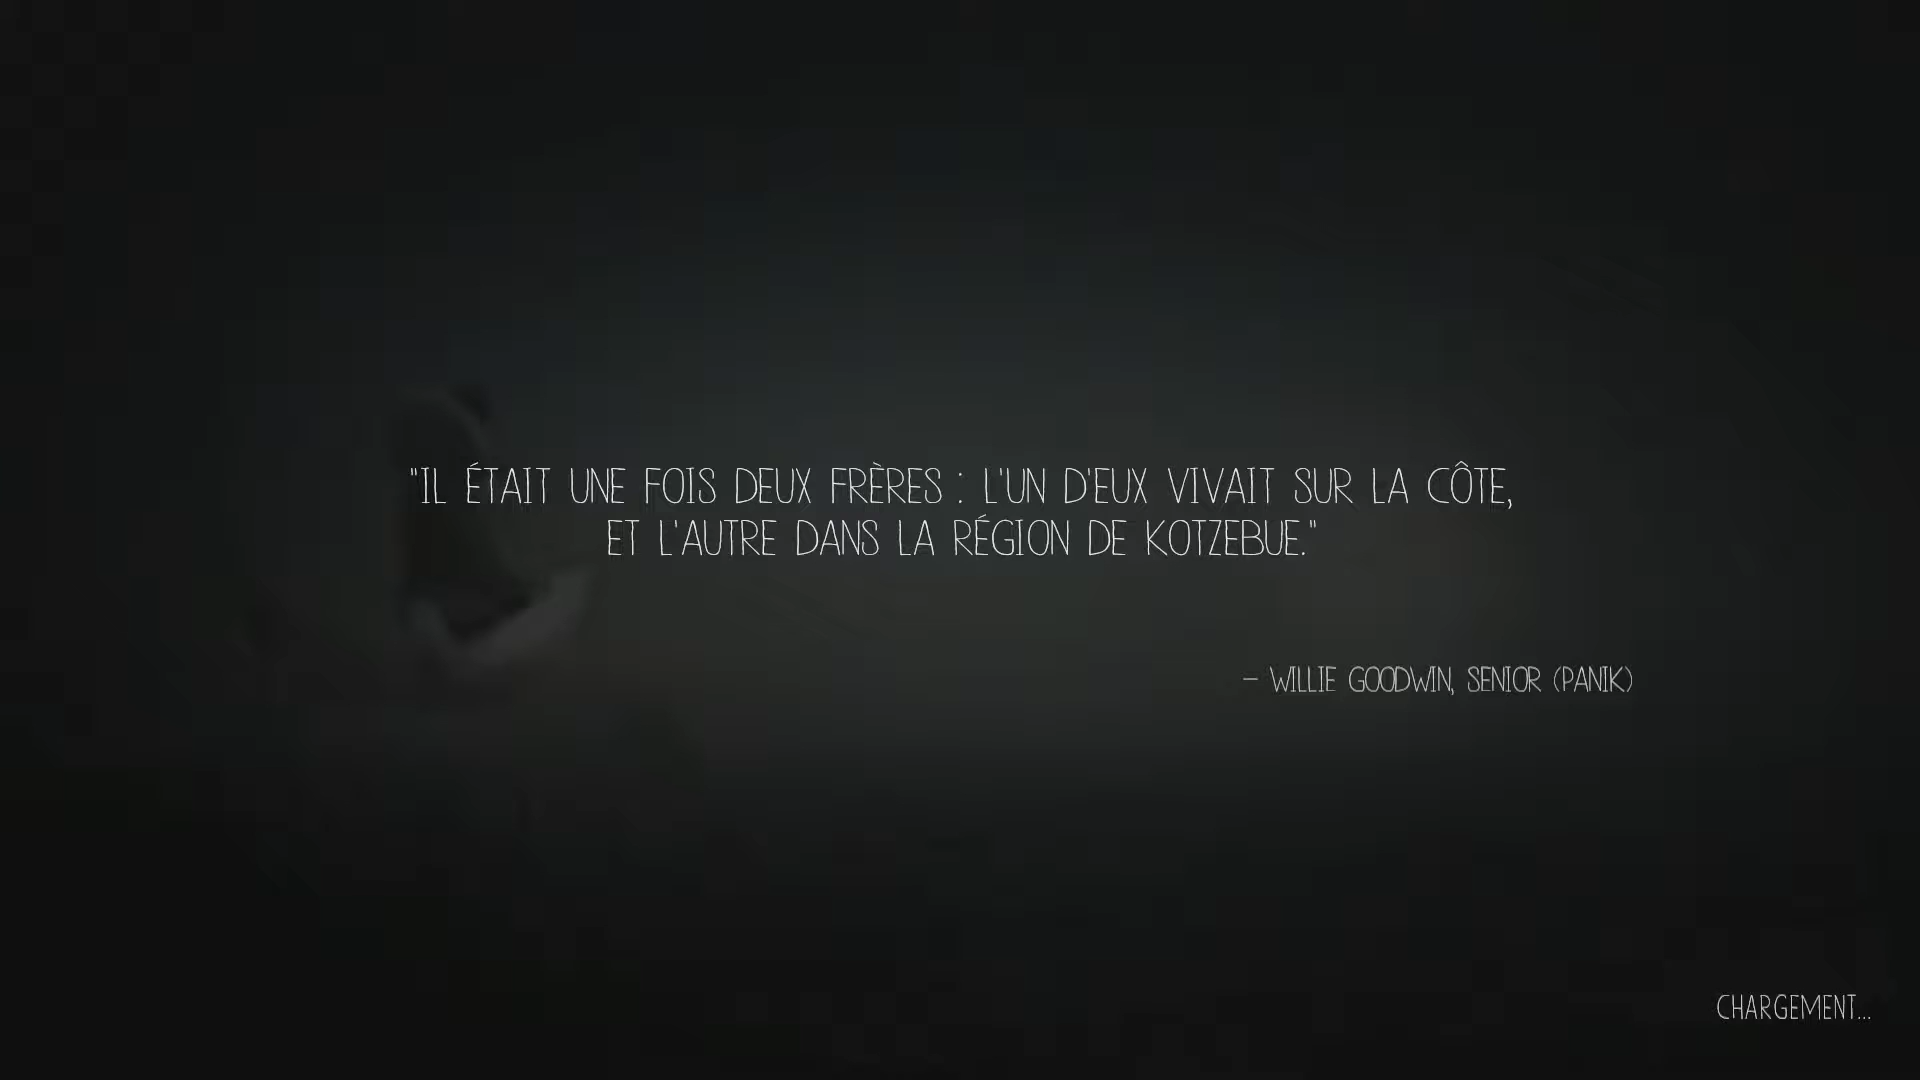 "IL ÉTAIT UNE FOIS DEUX FRÈRES : L'UN D'EUX VIVAIT SUR LA CÔTE,
ET L'AUTRE DANS LA RÉGION DE KOTZEBUE."
– WILLIE GOODWIN, SENIOR (PANIK)
CHARGEMENT...